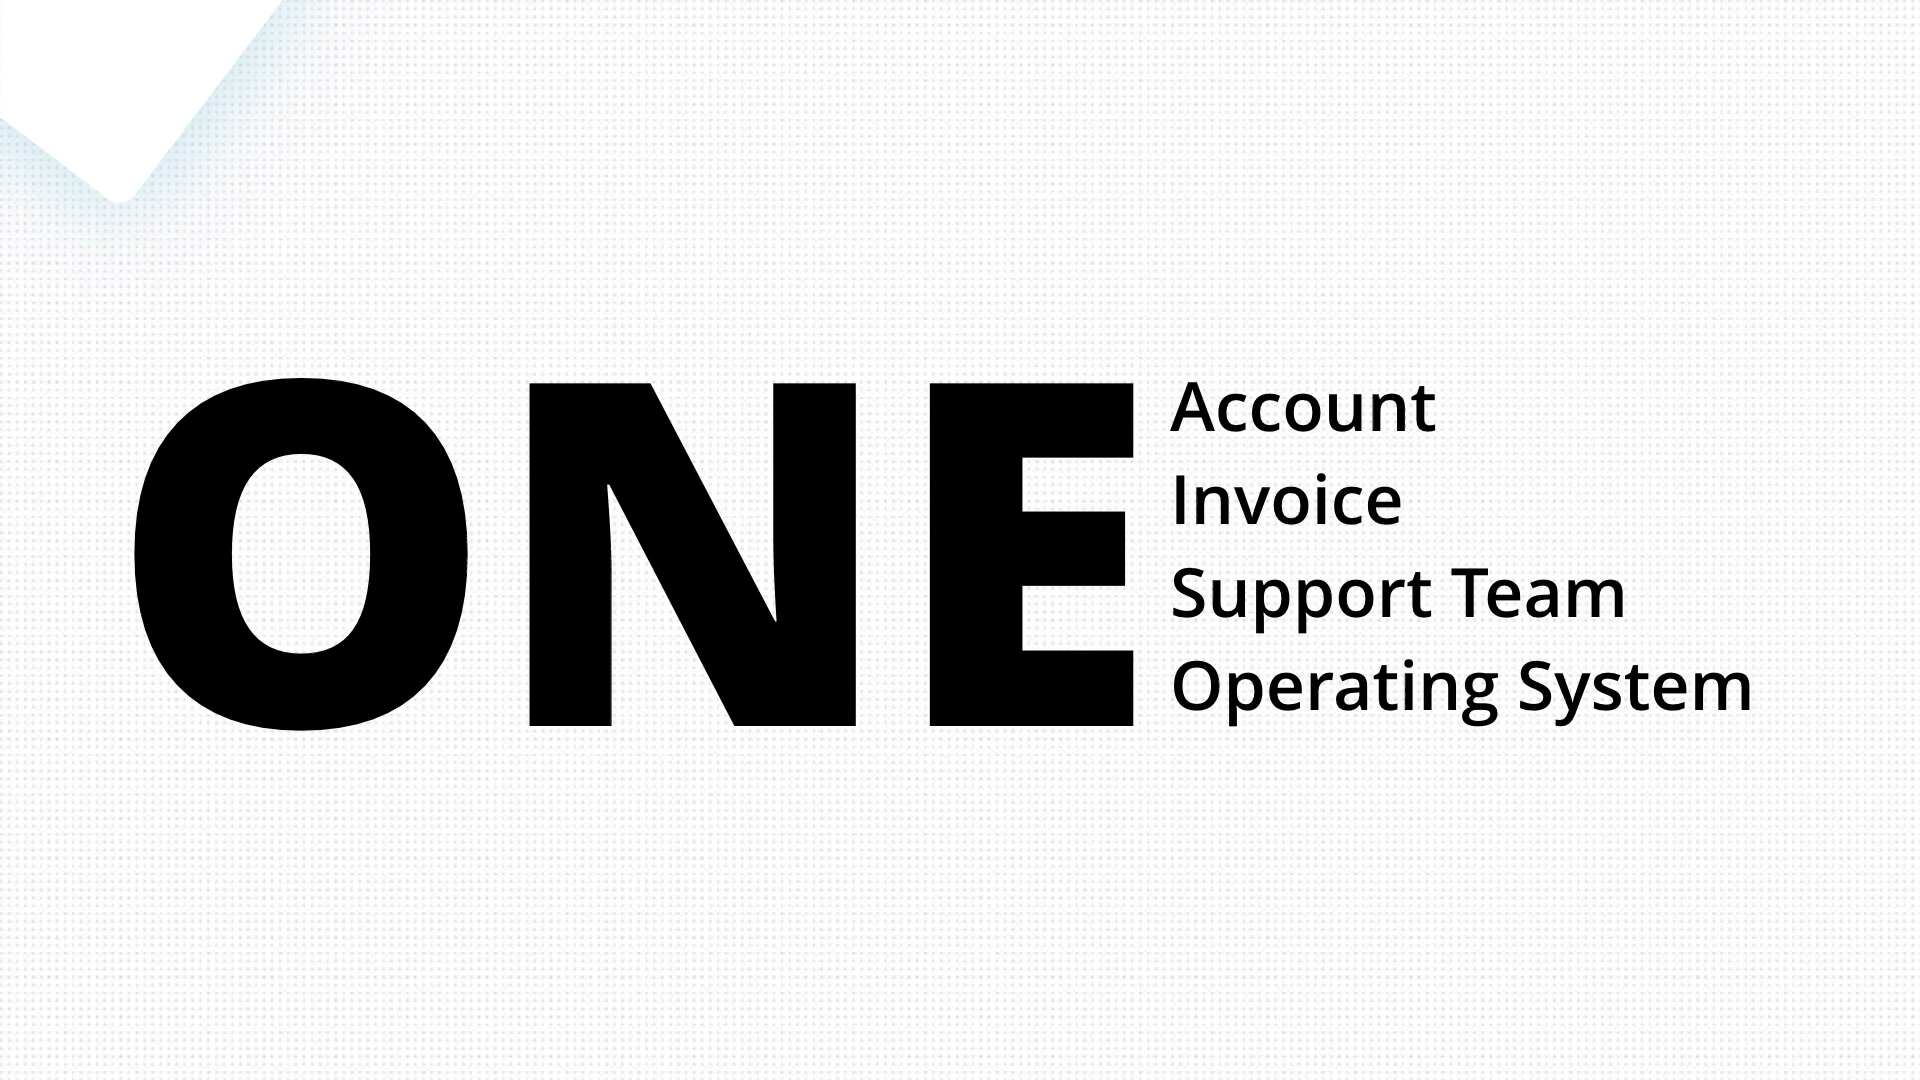 ONE
Account
Invoice
Support Team
Operating System